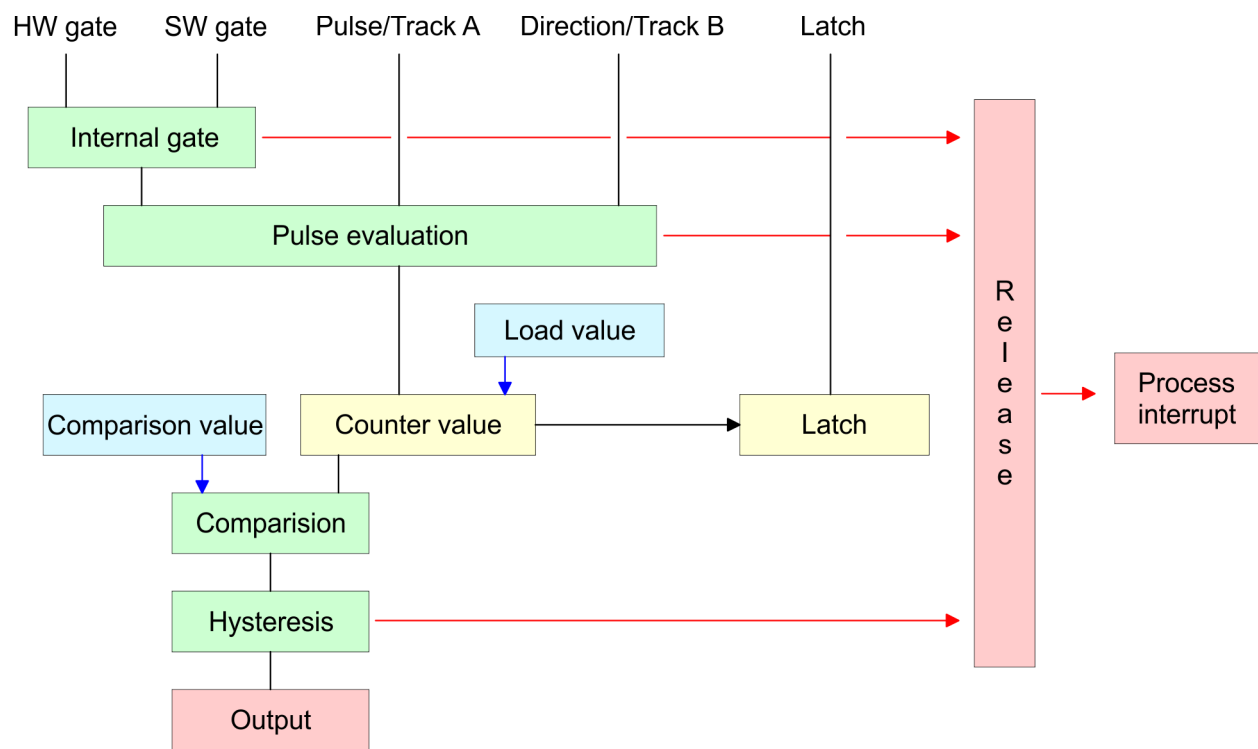 HW gate
SW gate
Pulse/Track A
Direction/Track B
Latch
Internal gate
Pulse evaluation
Load value
Release
Process
interrupt
Comparison value
Counter value
Latch
Comparision
Hysteresis
Output